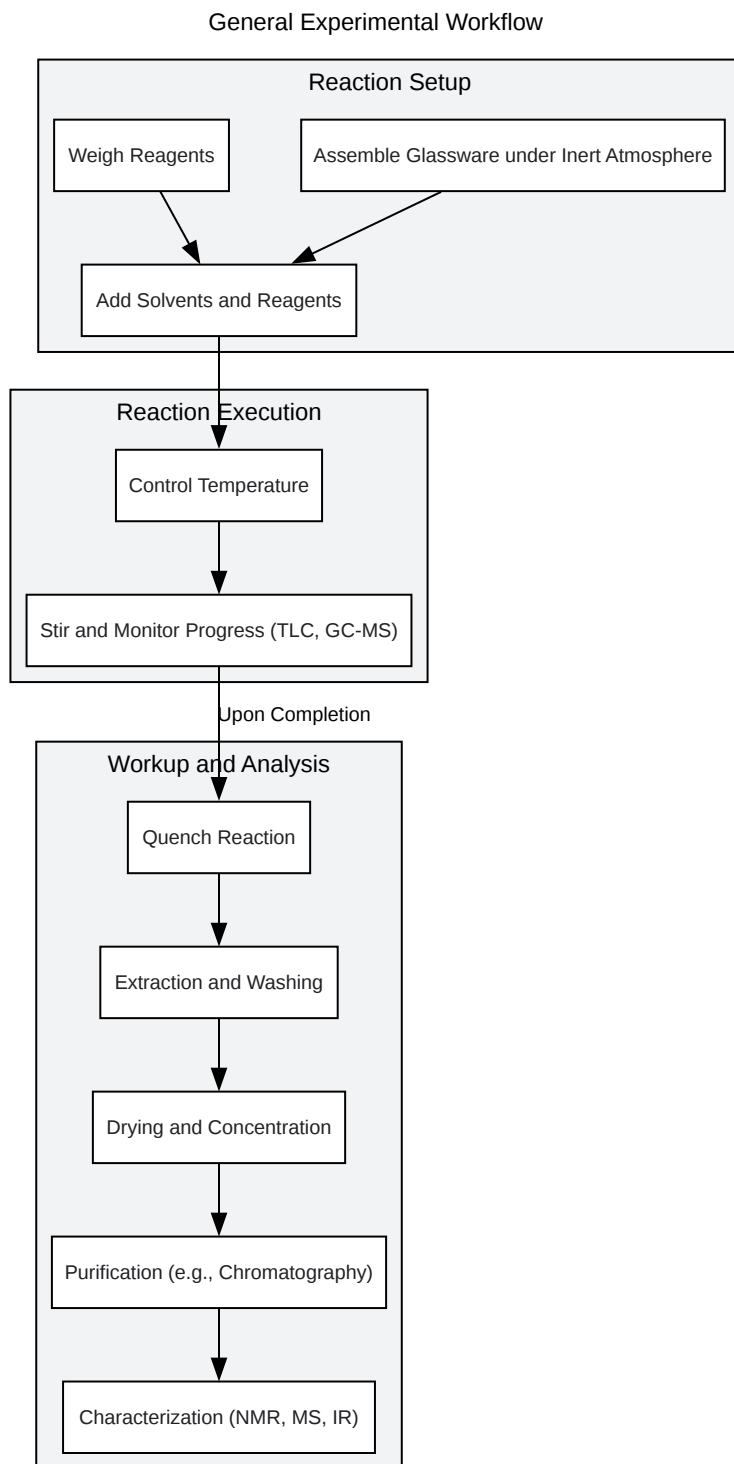 General Experimental Workflow
Reaction Setup
Weigh Reagents
Assemble Glassware under Inert Atmosphere
Add Solvents and Reagents
Reaction Execution
Control Temperature
Stir and Monitor Progress (TLC, GC-MS)
Upon Completion
Workup and Analysis
Quench Reaction
Extraction and Washing
Drying and Concentration
Purification (e.g., Chromatography)
Characterization (NMR, MS, IR)